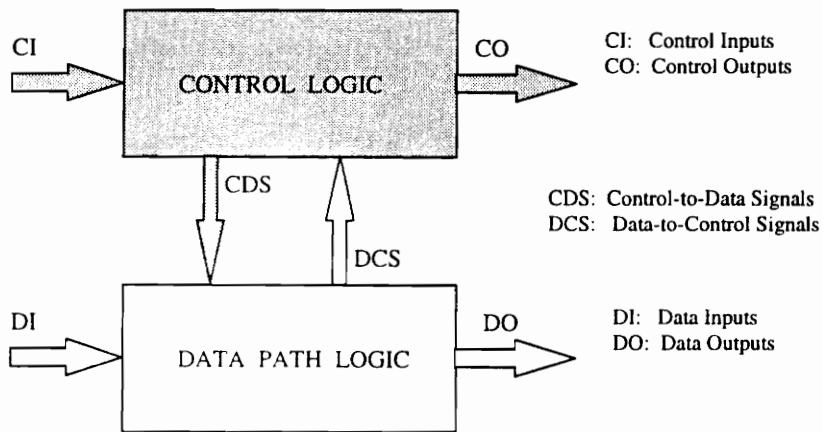 CI
CONTROL LOGIC
CO
CI: Control Inputs
CO: Control Outputs
CDS
DCS
CDS: Control-to-Data Signals
DCS: Data-to-Control Signals
DI
DATA PATH LOGIC
DO
DI: Data Inputs
DO: Data Outputs